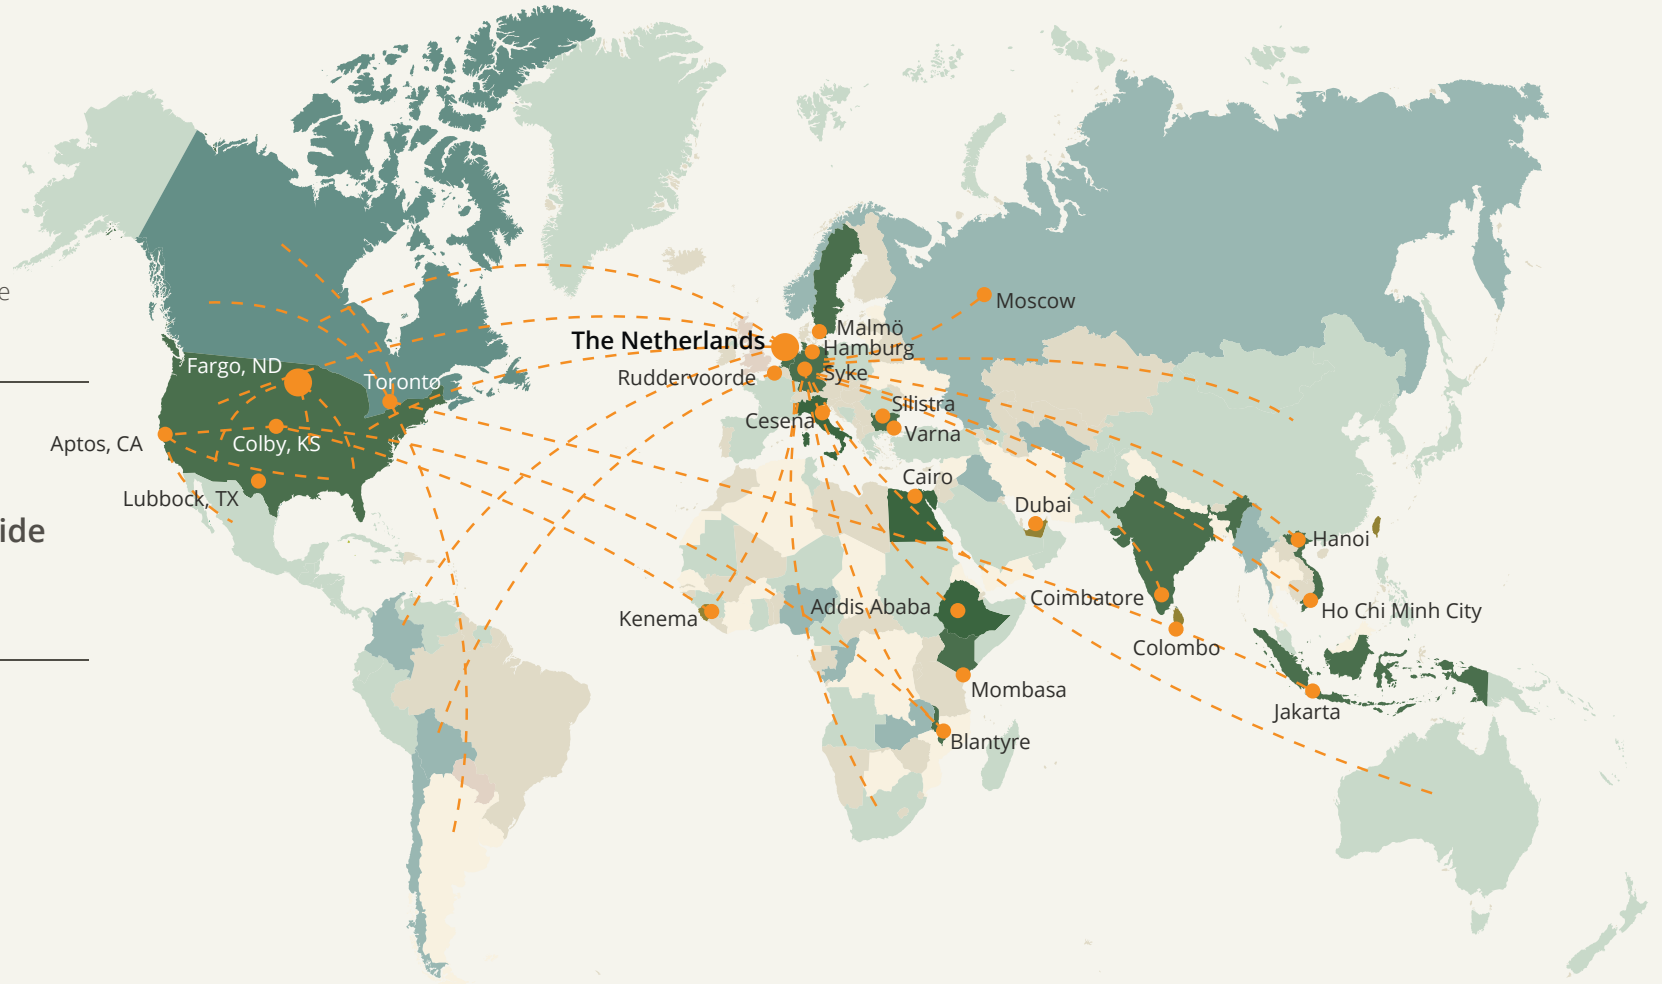 e
ide
Fargo, ND
Toronto
Aptos, CA
Colby, KS
Lubbock, TX
The Netherlands
Ruddervoorde
Malmö
Hamburg
Syke
Moscow
Cesena
Silistra
Varna
Cairo
Dubai
Kenema
Addis Ababa
Mombasa
Blantyre
Coimbatore
Colombo
Hanoi
Ho Chi Minh City
Jakarta